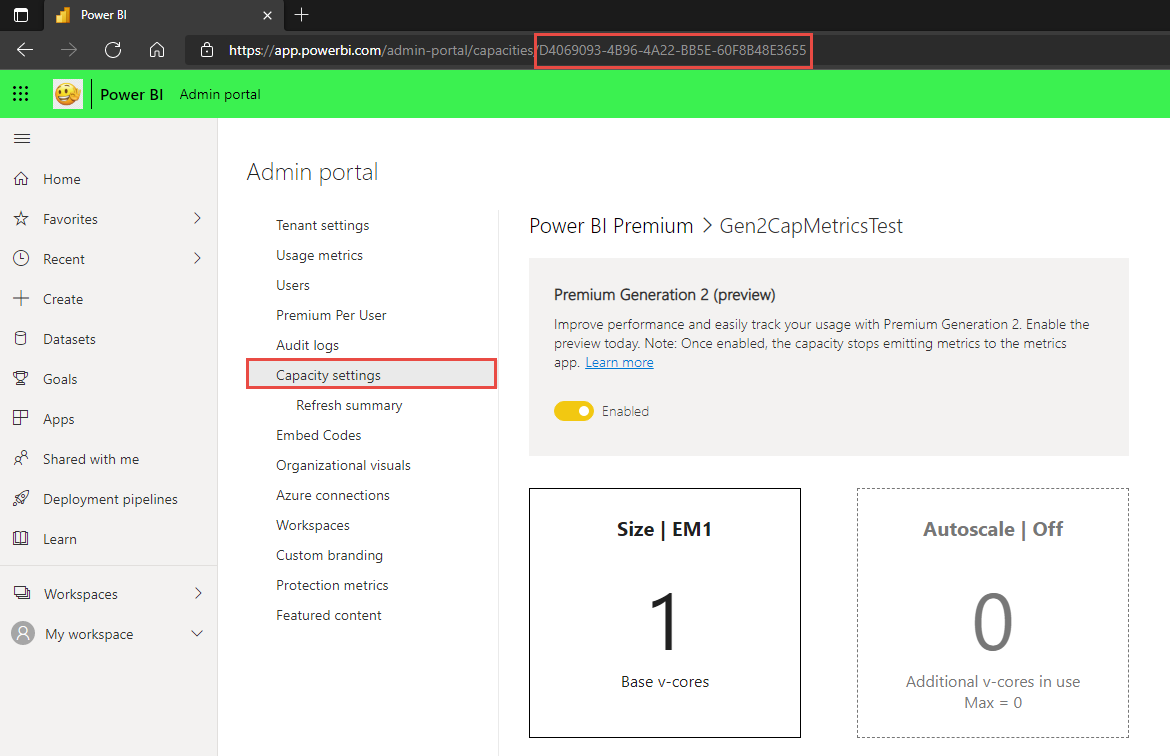 Power BI
https://app.powerbi.com/admin-portal/capacities/D4069093-4B96-4A22-BB5E-60F8B48E3655
Power BI Admin portal
Home
Favorites
Recent
Create
Datasets
Goals
Apps
Shared with me
Deployment pipelines
Learn
Workspaces
My workspace
Admin portal
Tenant settings
Usage metrics
Users
Premium Per User
Audit logs
Capacity settings
Refresh summary
Embed Codes
Organizational visuals
Azure connections
Workspaces
Custom branding
Protection metrics
Featured content
Power BI Premium > Gen2CapMetricsTest
Premium Generation 2 (preview)
Improve performance and easily track your usage with Premium Generation 2. Enable the
preview today. Note: Once enabled, the capacity stops emitting metrics to the metrics
app. Learn more
Enabled
Size | EM1
1
Base v-cores
Autoscale | Off
0
Additional v-cores in use
Max = 0